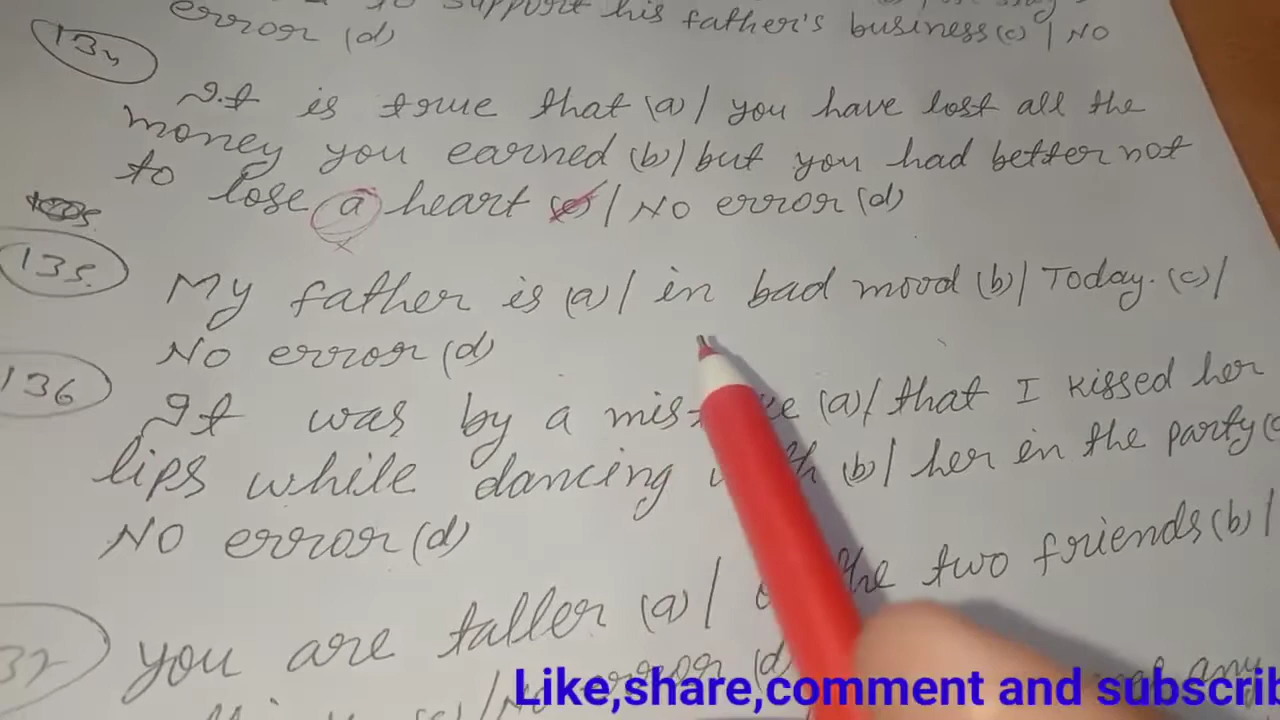 to support his father's business (c) | No
error (d)
134
It is true that (a) | you have lost all the
money you earned (b) | but you had better not
to lose a heart (c) | No error (d)
135.
My father is (a) | in bad mood (b) | Today. (c) |
No error (d)
136
It was by a (a) | that I kissed her
lips while dancing (b) | her in the party (c
No error (d)
37
you are taller (a) | the two friends (b) |
| No error (d)
Like,share,comment and subscrib